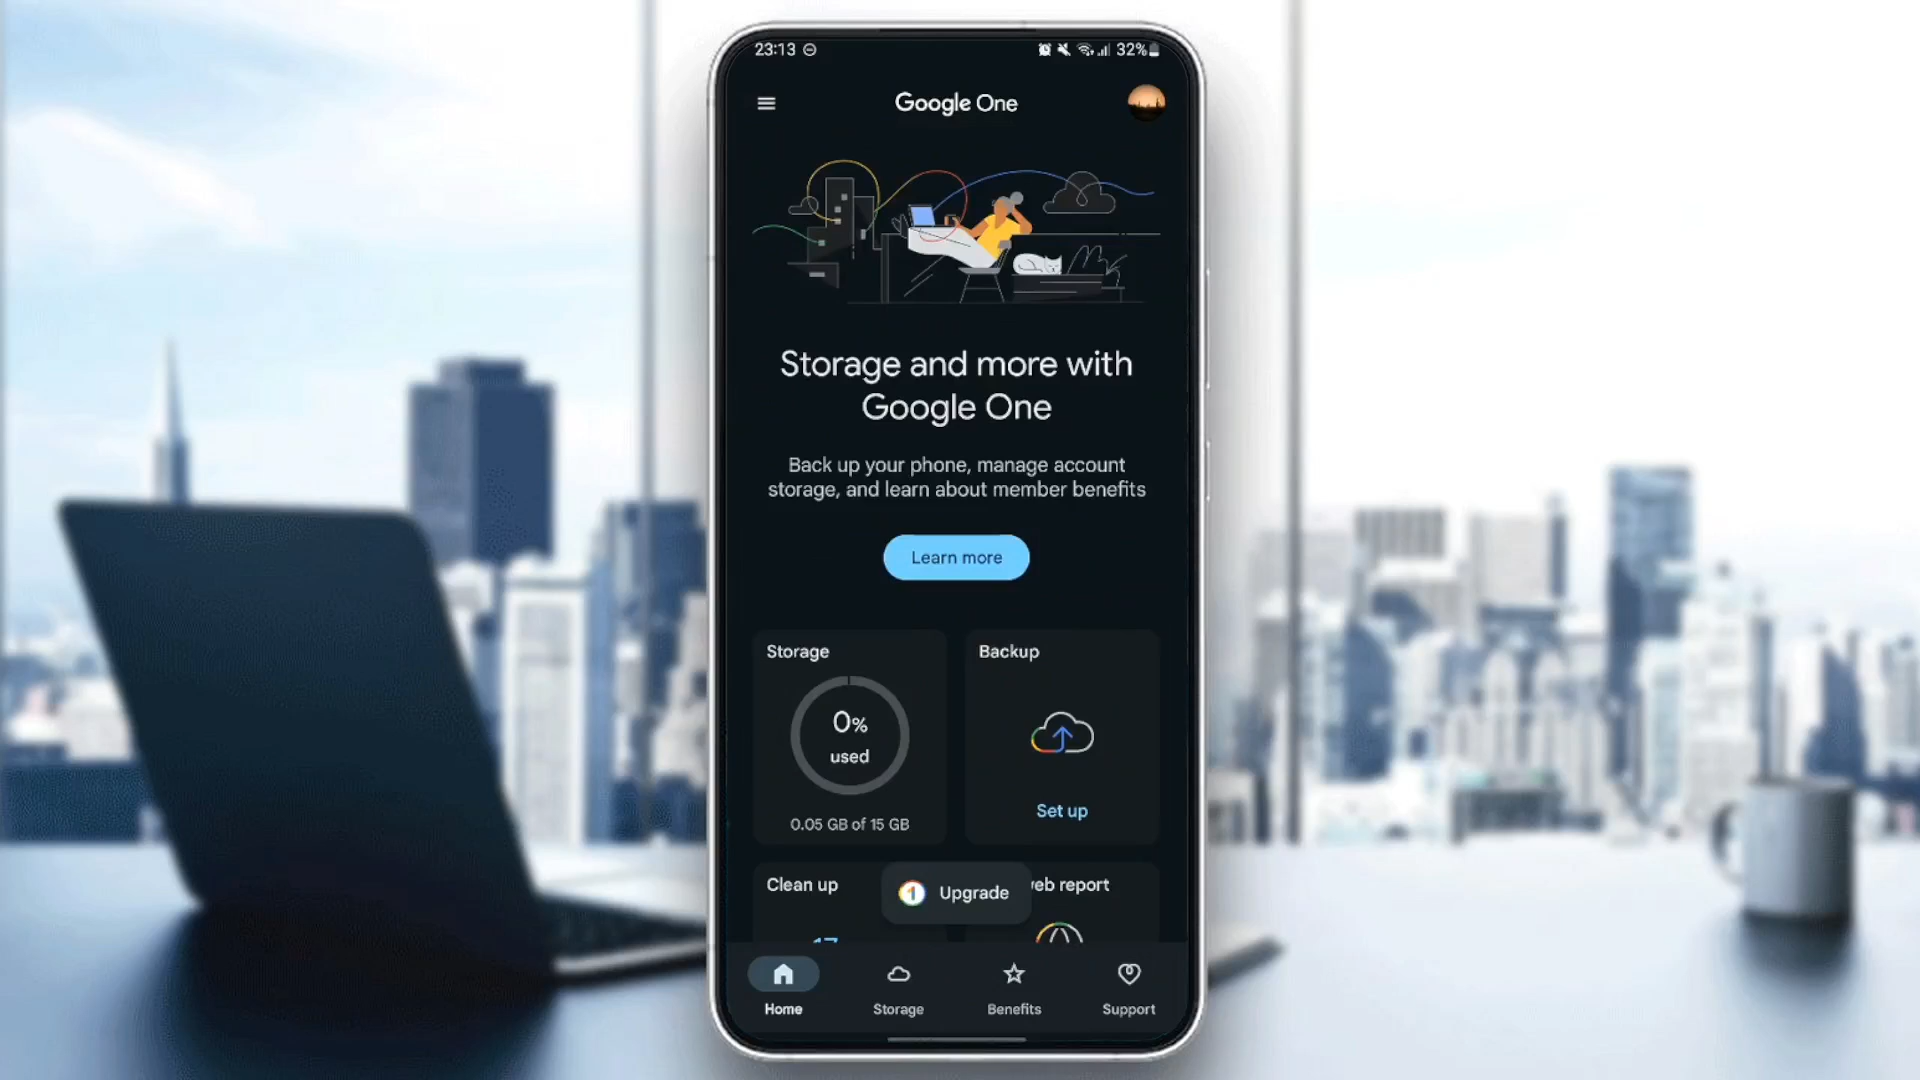 23:13
32%
Google One
Storage and more with
Google One
Back up your phone, manage account
storage, and learn about member benefits
Learn more
Storage
Backup
0%
used
Set up
0.05 GB of 15 GB
Clean up
1 Upgrade
eb report
Home
Storage
Benefits
Support